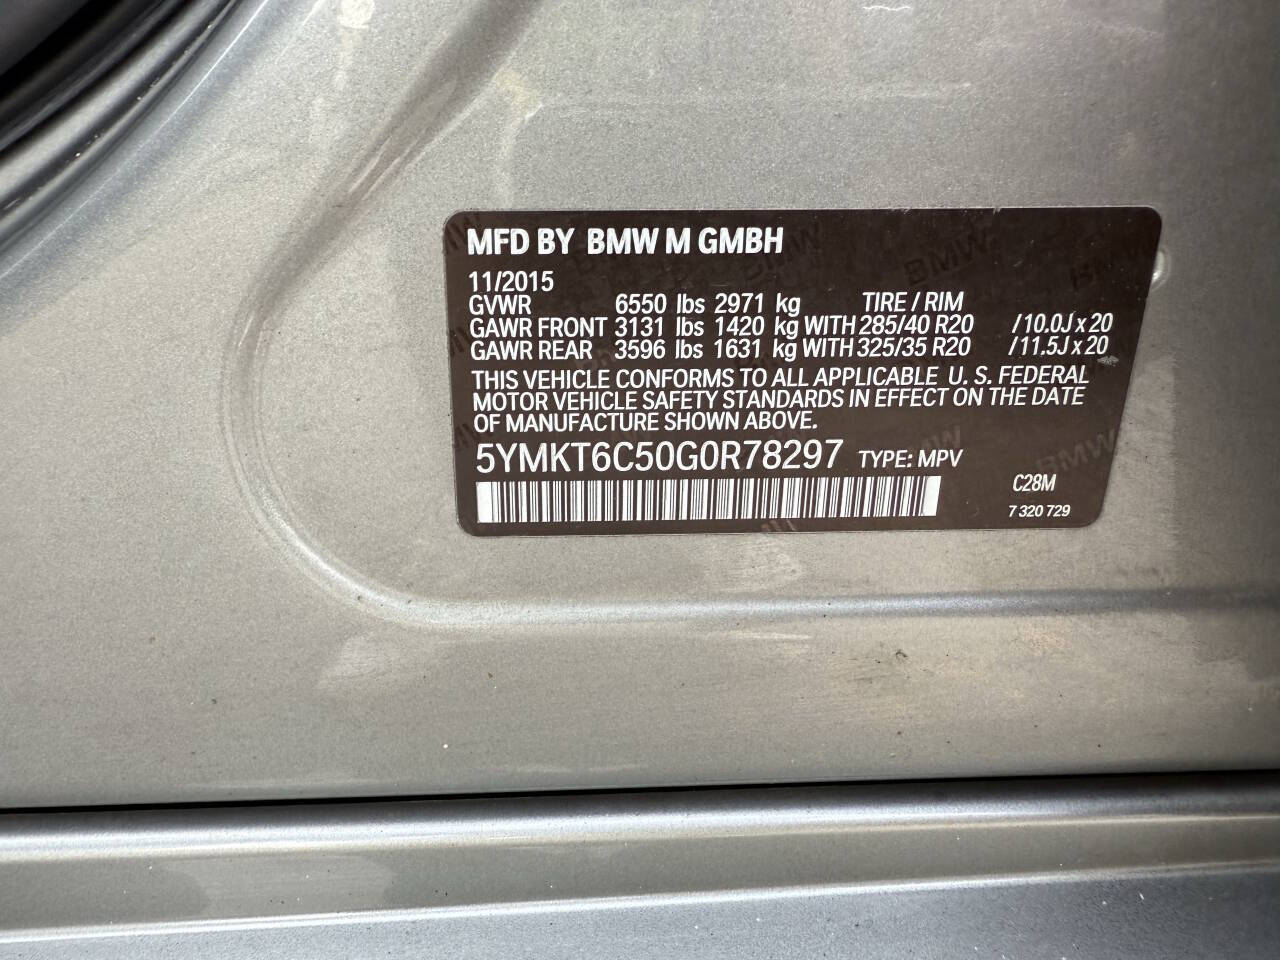 MFD BY BMW M GMBH
11/2015
GVWR 6550 lbs 2971 kg TIRE / RIM
GAWR FRONT 3131 lbs 1420 kg WITH 285/40 R20 /10.0J x 20
GAWR REAR 3596 lbs 1631 kg WITH 325/35 R20 /11.5J x 20
THIS VEHICLE CONFORMS TO ALL APPLICABLE U. S. FEDERAL
MOTOR VEHICLE SAFETY STANDARDS IN EFFECT ON THE DATE
OF MANUFACTURE SHOWN ABOVE.
5YMKT6C50G0R78297 TYPE: MPV
C28M
7 320 729